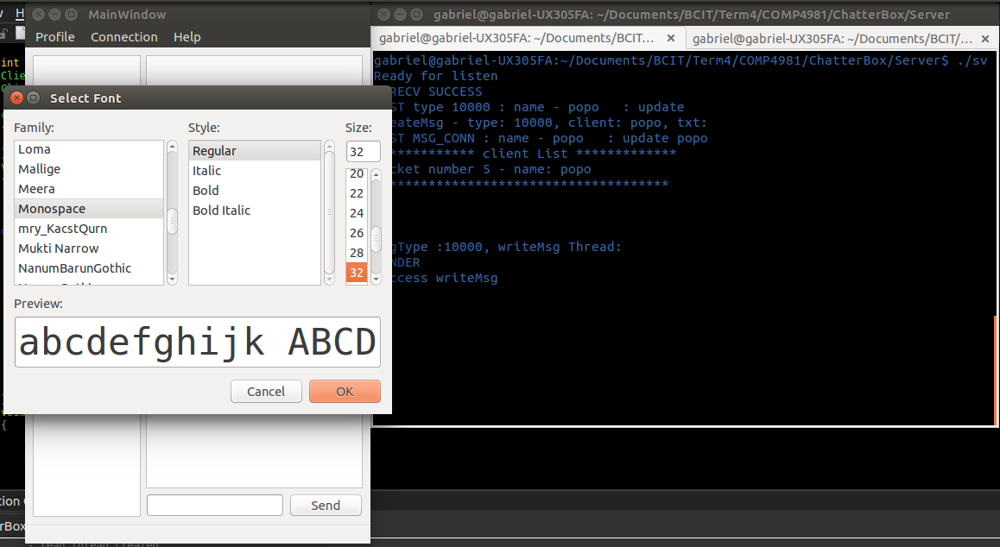 MainWindow
Profile Connection Help
Select Font
Family:
Loma
Mallige
Meera
Monospace
mry_KacstQurn
Mukti Narrow
NanumBarunGothic
Style:
Regular
Italic
Bold
Bold Italic
Size:
32
20
22
24
26
28
32
Preview:
abcdefghijk ABCD
Cancel OK
Send
gabriel@gabriel-UX305FA: ~/Documents/BCIT/Term4/COMP4981/ChatterBox/Server
gabriel@gabriel-UX305FA: ~/Documents/BCIT... × gabriel@gabriel-UX305FA: ~/Documents/BCIT/... ×
gabriel@gabriel-UX305FA:~/Documents/BCIT/Term4/COMP4981/ChatterBox/Server$ ./sv
Ready for listen
RECV SUCCESS
ST type 10000 : name - popo : update
eateMsg - type: 10000, client: popo, txt:
ST MSG_CONN : name - popo : update popo
*********** client List *************
cket number 5 - name: popo
************************************
gType :10000, writeMsg Thread:
NDER
ccess writeMsg
int
Clie
{
tion
rBox